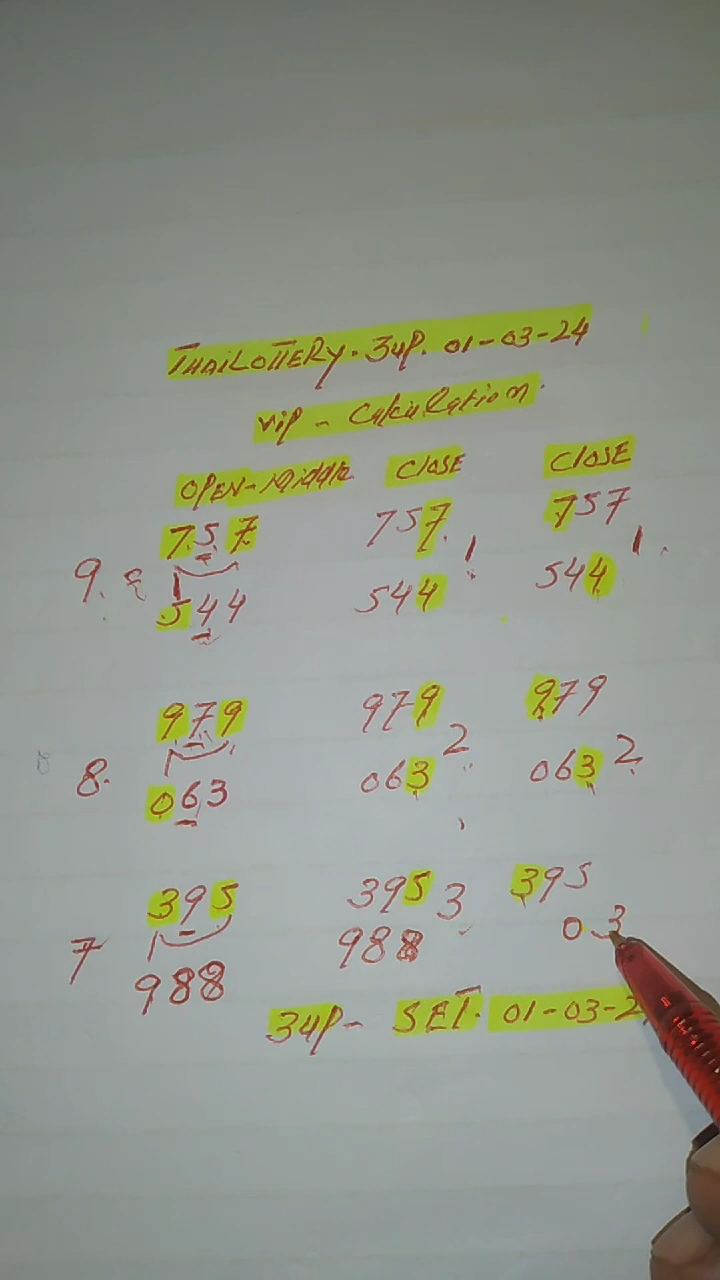 THAILOTTERY. 3UP. 01-03-24
VIP - Calculation.
OPEN-Middle CLOSE CLOSE
757 757 757
9. 1 1.
544 544 544
979 979 979
8. 2 2
063 063 063
395 395 3 395
7 0.3
988 988
3UP - SET. 01-03-2